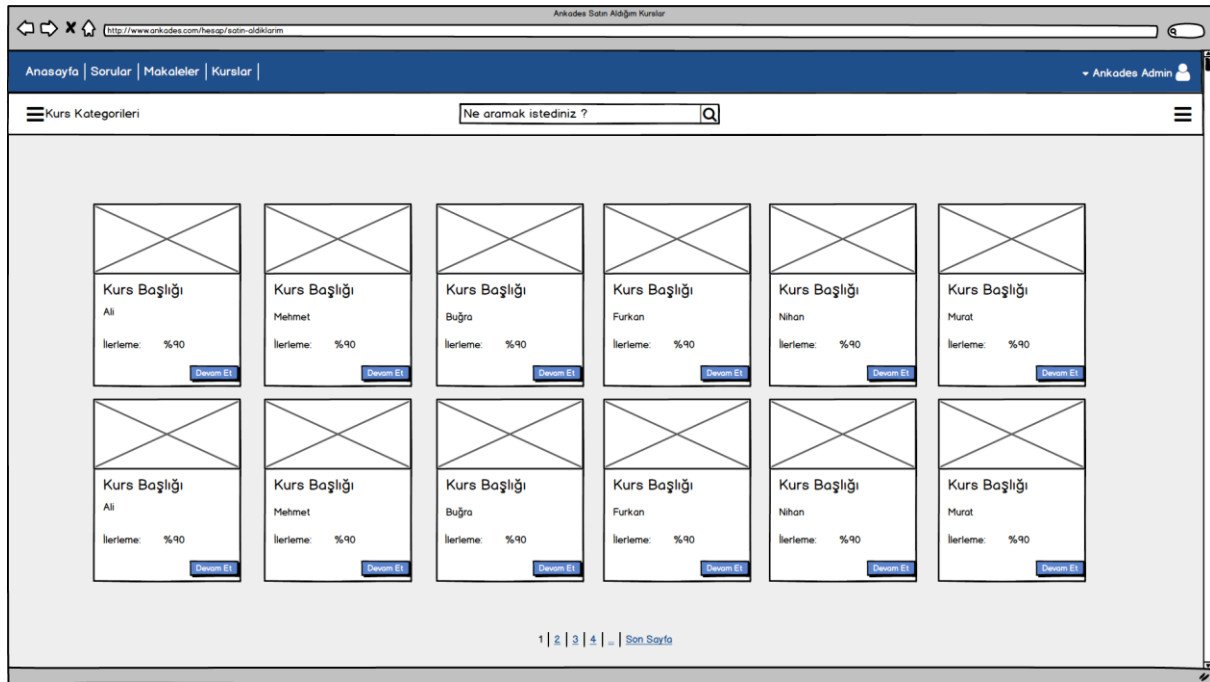 Ankades Satın Aldığım Kurslar
http://www.ankades.com/hesap/satin-aldiklarim
Anasayfa | Sorular | Makaleler | Kurslar |
Ankades Admin
Kurs Kategorileri
Ne aramak istediniz ?
Kurs Başlığı Kurs Başlığı Kurs Başlığı Kurs Başlığı Kurs Başlığı Kurs Başlığı
Ali Mehmet Buğra Furkan Nihan Murat
İlerleme: %90 İlerleme: %90 İlerleme: %90 İlerleme: %90 İlerleme: %90 İlerleme: %90
Devam Et Devam Et Devam Et Devam Et Devam Et Devam Et
Kurs Başlığı Kurs Başlığı Kurs Başlığı Kurs Başlığı Kurs Başlığı Kurs Başlığı
Ali Mehmet Buğra Furkan Nihan Murat
İlerleme: %90 İlerleme: %90 İlerleme: %90 İlerleme: %90 İlerleme: %90 İlerleme: %90
Devam Et Devam Et Devam Et Devam Et Devam Et Devam Et
1 | 2 | 3 | 4 | ... | Son Sayfa